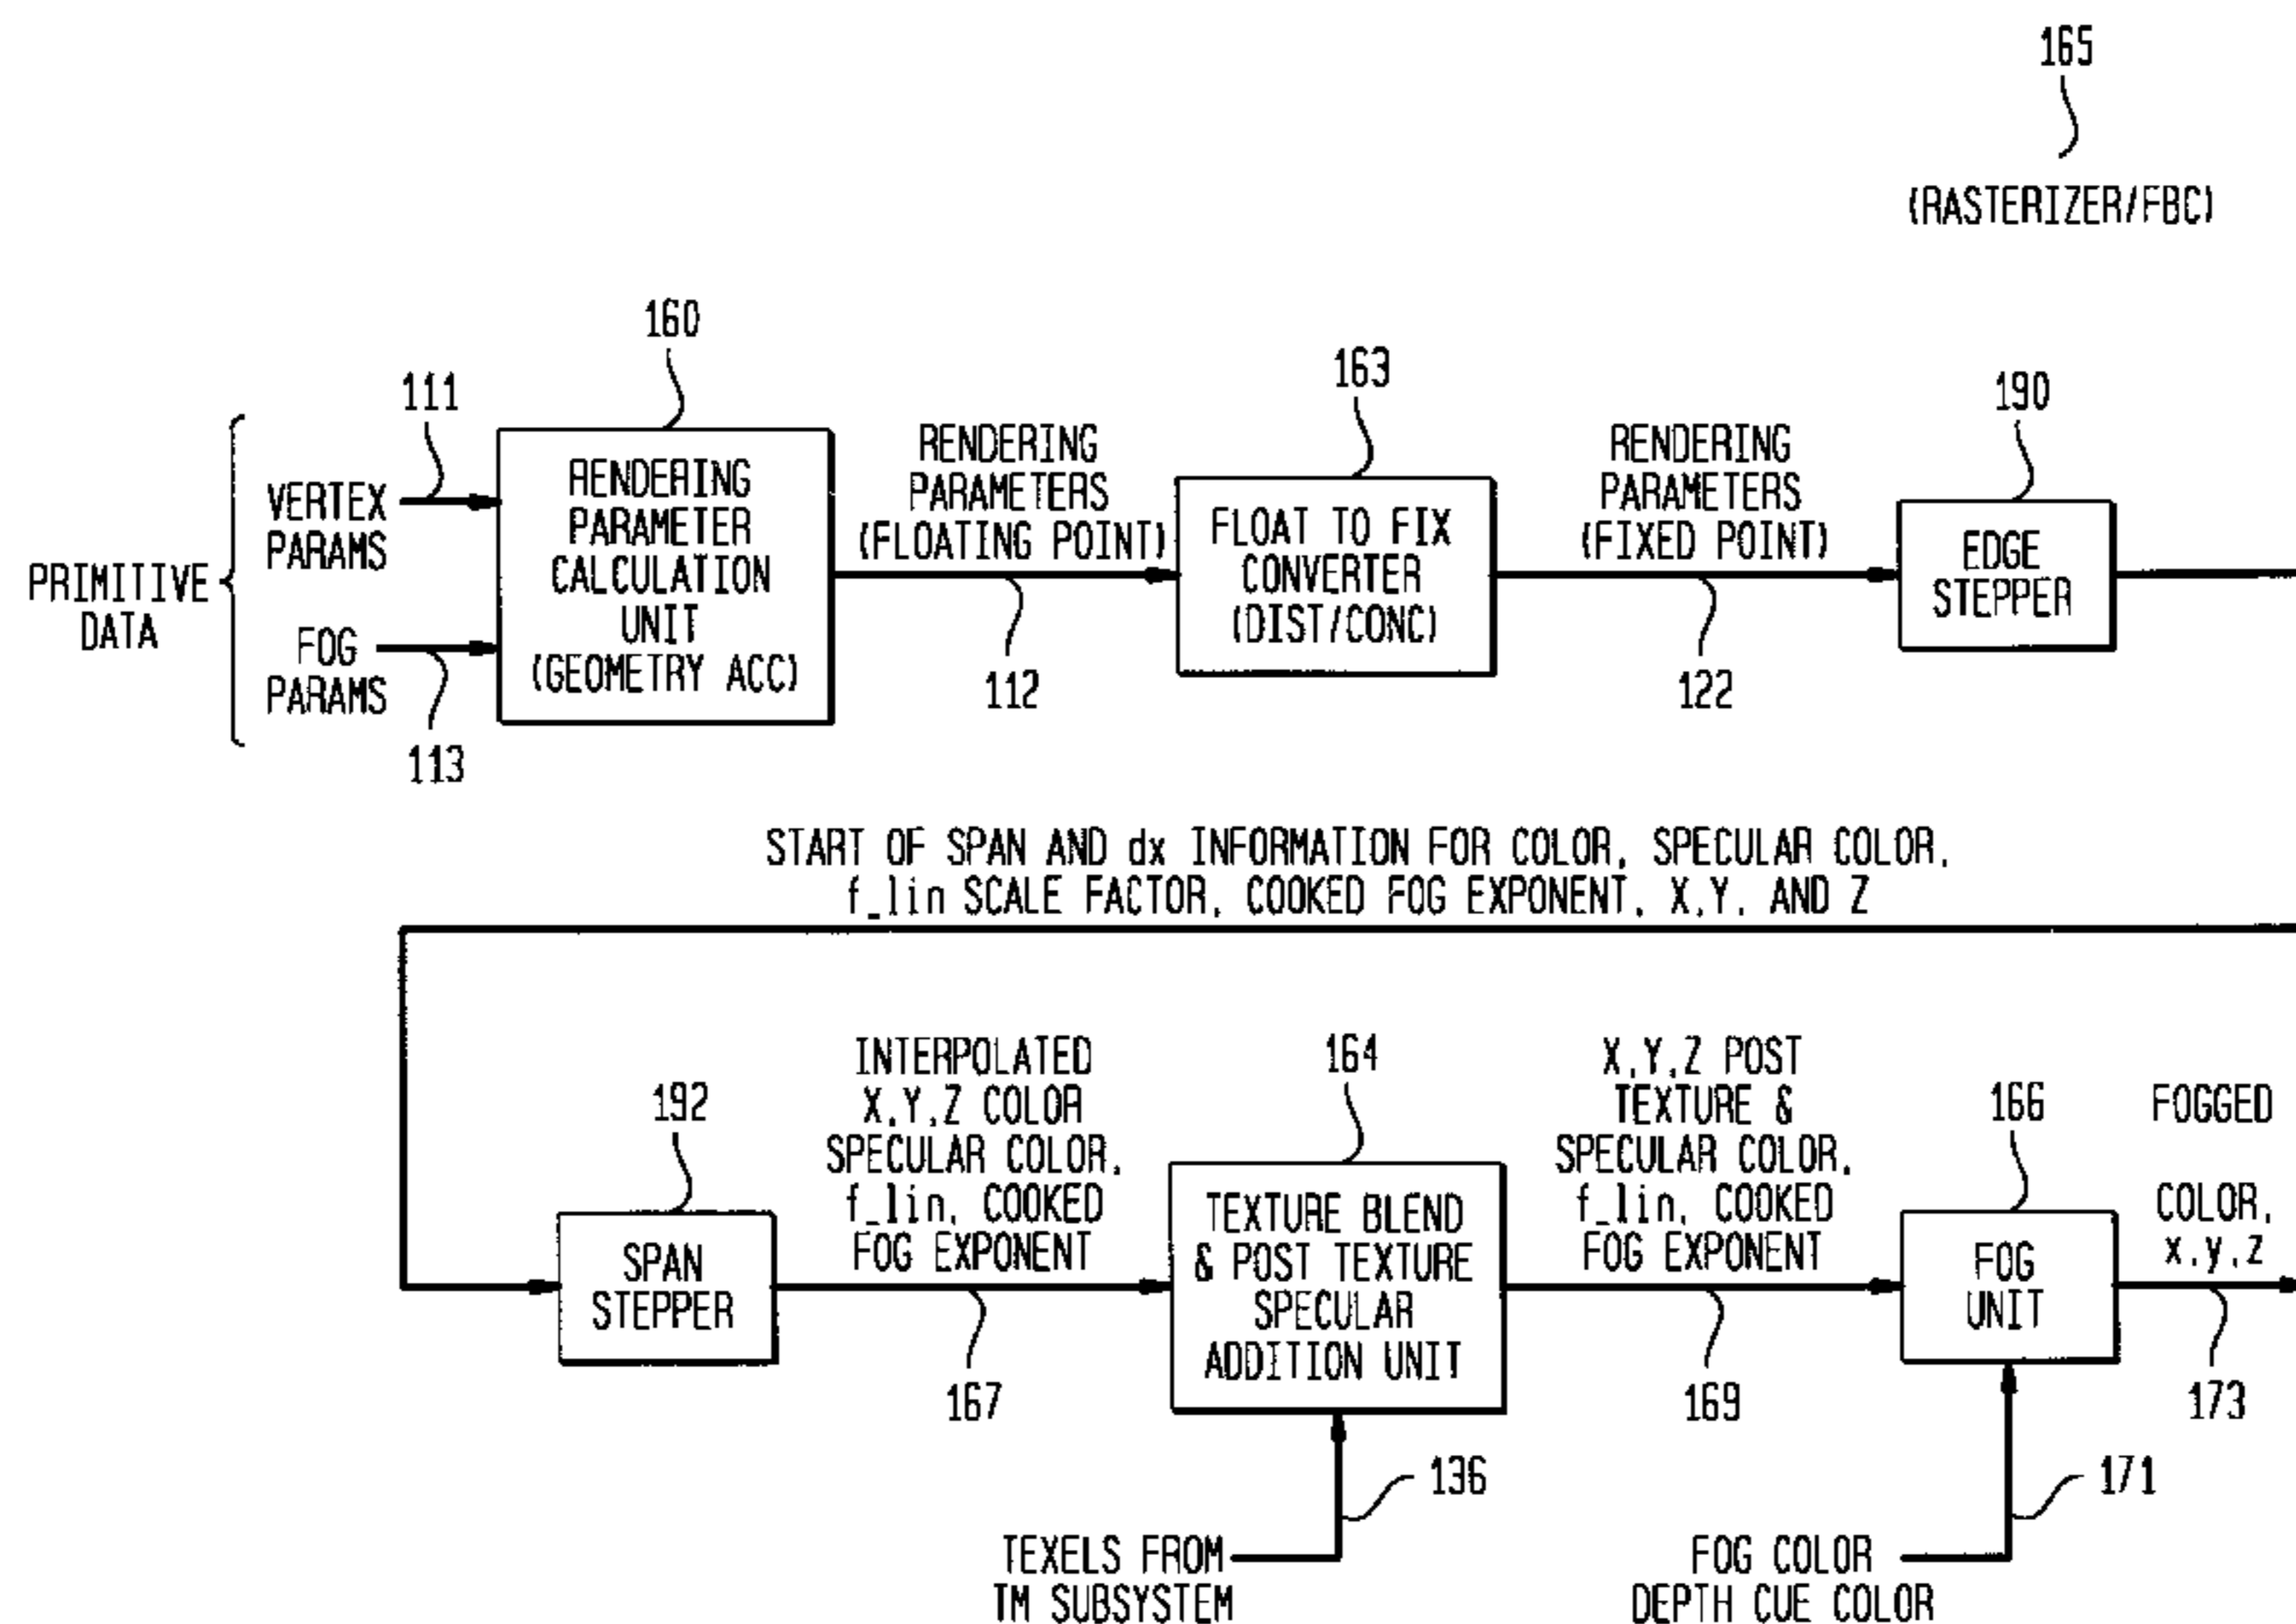 165
(RASTERIZER/FBC)
160
163
190
111
PRIMITIVE
DATA
VERTEX
PARAMS
FOG
PARAMS
113
RENDERING
PARAMETER
CALCULATION
UNIT
(GEOMETRY ACC)
RENDERING
PARAMETERS
(FLOATING POINT)
112
FLOAT TO FIX
CONVERTER
(DIST/CONC)
RENDERING
PARAMETERS
(FIXED POINT)
122
EDGE
STEPPER
START OF SPAN AND dx INFORMATION FOR COLOR, SPECULAR COLOR,
f_lin SCALE FACTOR, COOKED FOG EXPONENT, X,Y, AND Z
192
SPAN
STEPPER
INTERPOLATED
X,Y,Z COLOR
SPECULAR COLOR,
f_lin, COOKED
FOG EXPONENT
167
164
TEXTURE BLEND
& POST TEXTURE
SPECULAR
ADDITION UNIT
X,Y,Z POST
TEXTURE &
SPECULAR COLOR,
f_lin, COOKED
FOG EXPONENT
169
166
FOG
UNIT
FOGGED
COLOR,
x,y,Z
173
136
TEXELS FROM
TM SUBSYSTEM
171
FOG COLOR
DEPTH CUE COLOR